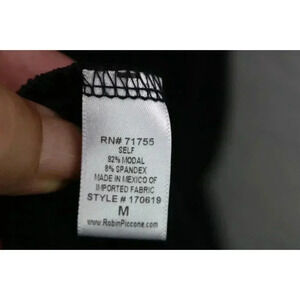 RN# 71755
SELF
92% MODAL
8% SPANDEX
MADE IN MEXICO OF
IMPORTED FABRIC
STYLE # 170619
M
www.RobinPiccone.com